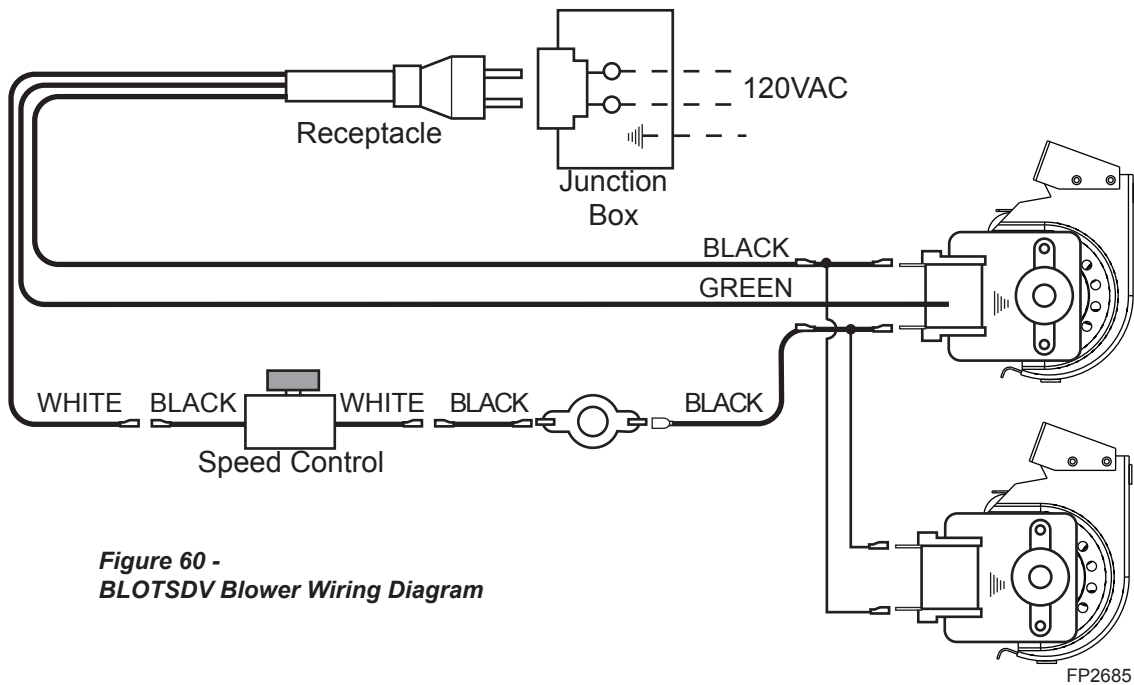 120VAC
Receptacle
Junction
Box
BLACK
GREEN
WHITE BLACK WHITE BLACK BLACK
Speed Control
Figure 60 -
BLOTSDV Blower Wiring Diagram
FP2685